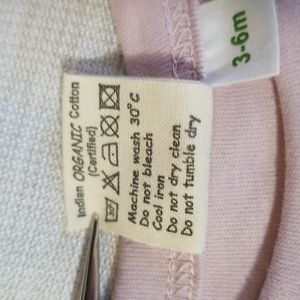 Indian ORGANIC Cotton
(Certified)
Machine wash 30°C
Do not bleach
Cool iron
Do not dry clean
Do not tumble dry
3-6m